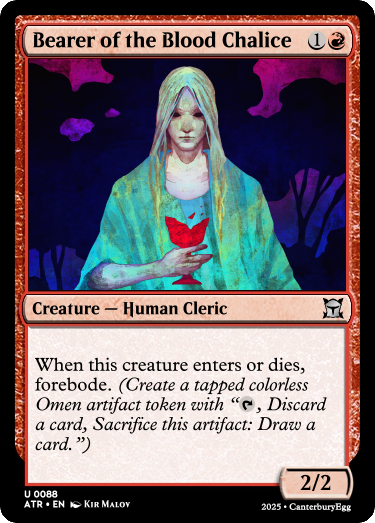 Bearer of the Blood Chalice 1
Creature — Human Cleric
When this creature enters or dies,
forebode. (Create a tapped colorless
Omen artifact token with “, Discard
a card, Sacrifice this artifact: Draw a
card.”)
2/2
U 0088
ATR • EN Kir Malov
2025 • CanterburyEgg